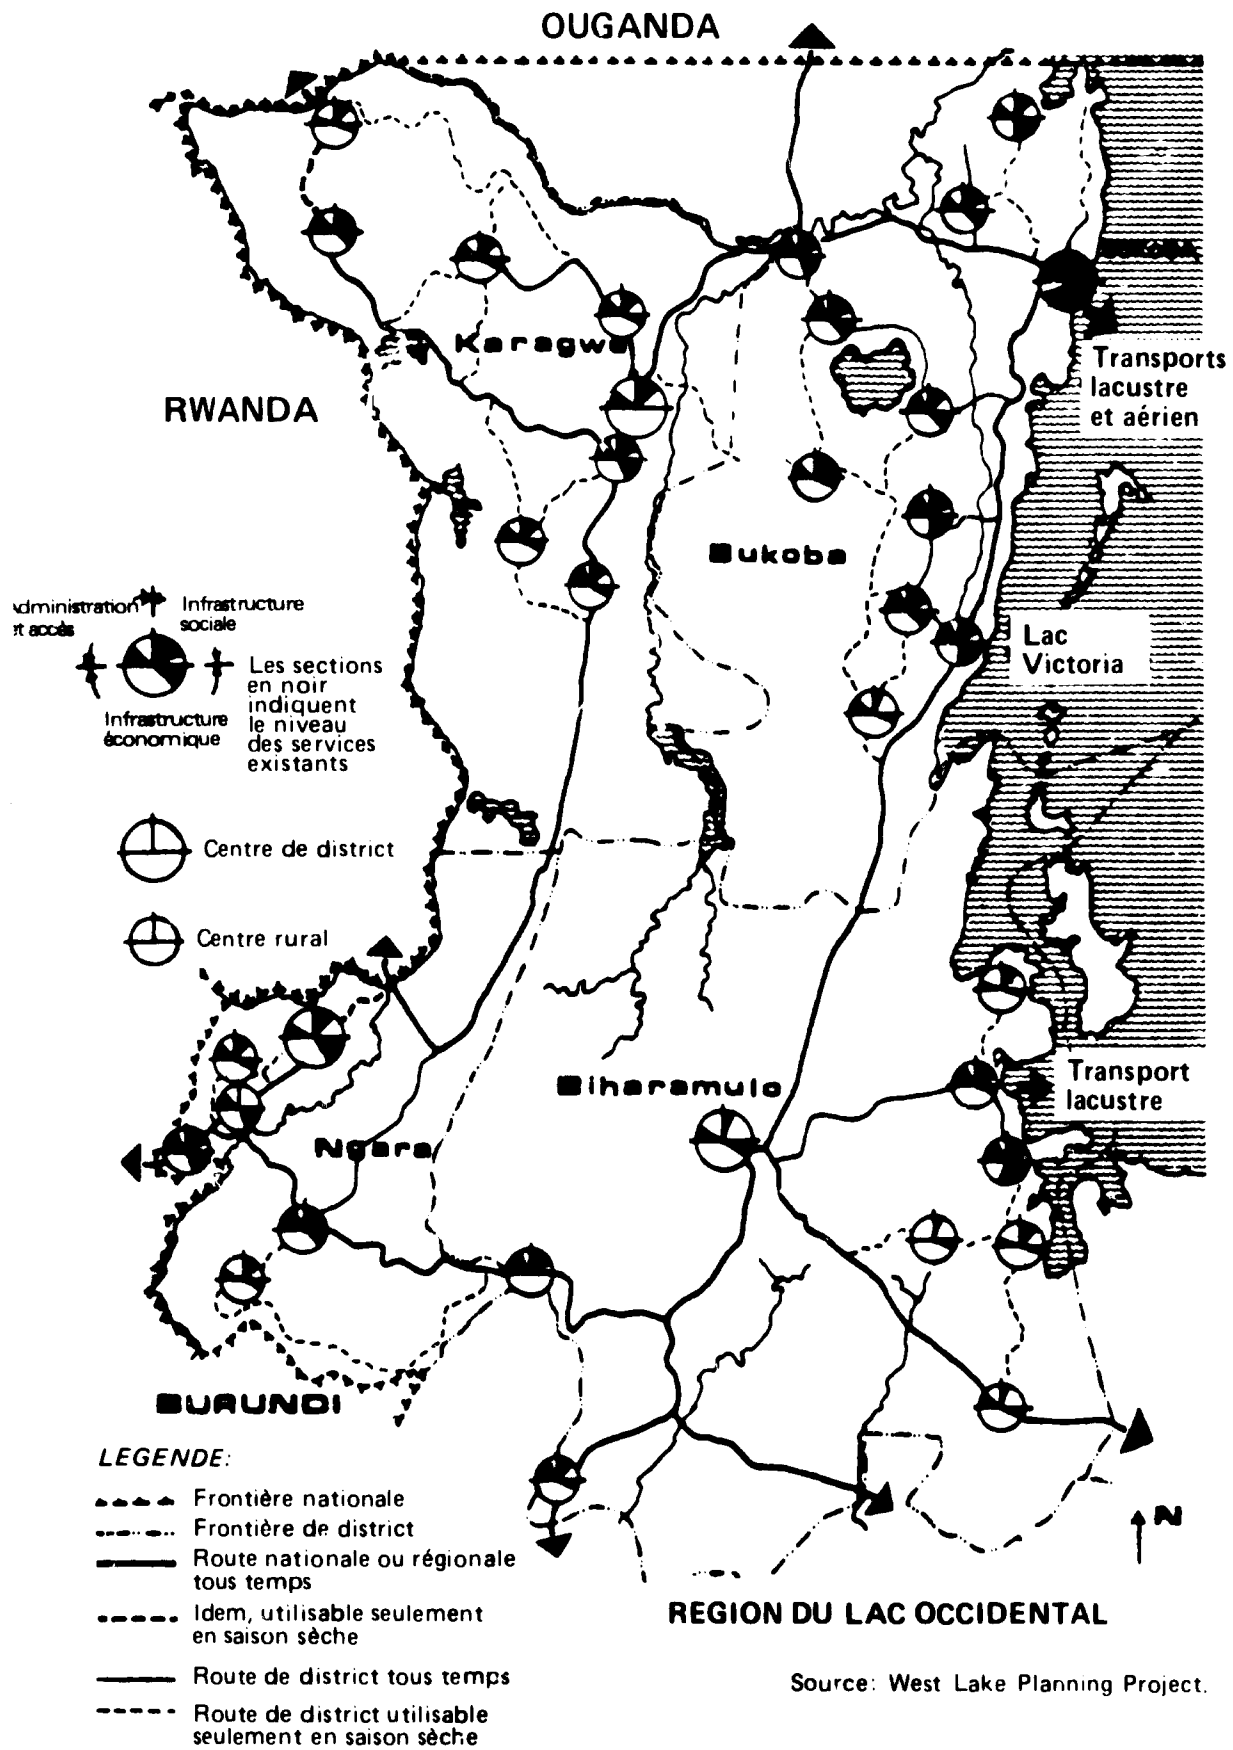 OUGANDA
Karagwe
RWANDA
Transports
lacustre
et aérien
Bukoba
Administration
et accès
Infrastructure
sociale
Les sections
en noir
indiquent
le niveau
des services
existants
Infrastructure
économique
Lac
Victoria
Centre de district
Centre rural
Biharamulo
Transport
lacustre
Ngara
BURUNDI
LEGENDE:
Frontière nationale
Frontière de district
Route nationale ou régionale
tous temps
Idem, utilisable seulement
en saison sèche
Route de district tous temps
Route de district utilisable
seulement en saison sèche
N
REGION DU LAC OCCIDENTAL
Source: West Lake Planning Project.